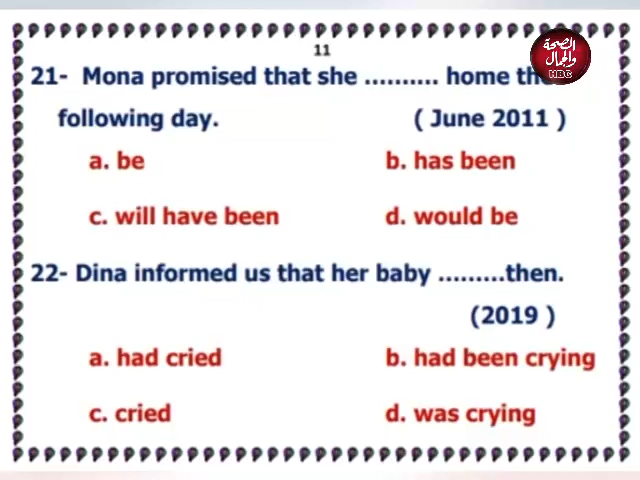 11
الصحة
والجمال
HBG
21- Mona promised that she .......... home the
following day. ( June 2011 )
a. be b. has been
c. will have been d. would be
22- Dina informed us that her baby .........then.
(2019 )
a. had cried b. had been crying
c. cried d. was crying